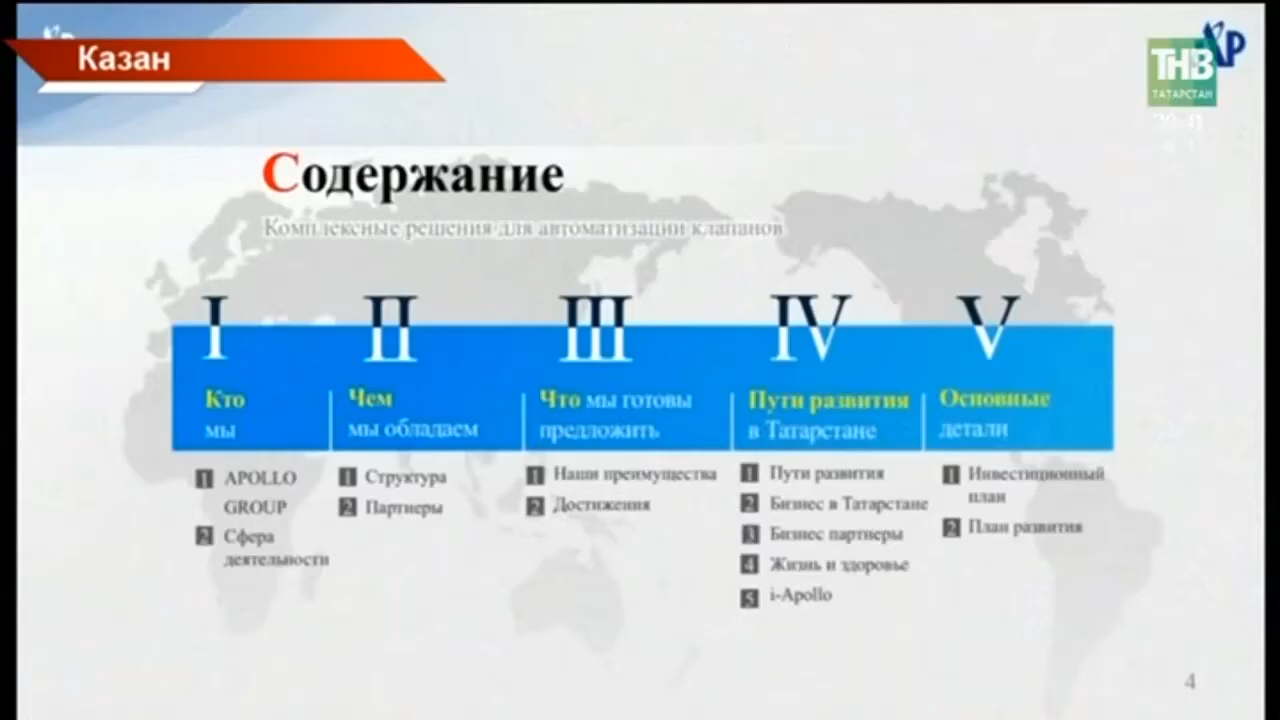 Казан
ТНВ
ТАТАРСТАН
20:41
Содержание
Комплексные решения для автоматизации клапанов
I
II
III
IV
V
Кто
мы
Чем
мы обладаем
Что мы готовы
предложить
Пути развития
в Татарстане
Основные
детали
1 APOLLO
GROUP
2 Сфера
деятельности
1 Структура
2 Партнеры
1 Наши преимущества
2 Достижения
1 Пути развития
2 Бизнес в Татарстане
3 Бизнес партнеры
4 Жизнь и здоровье
5 i-Apollo
1 Инвестиционный
план
2 План развития
4